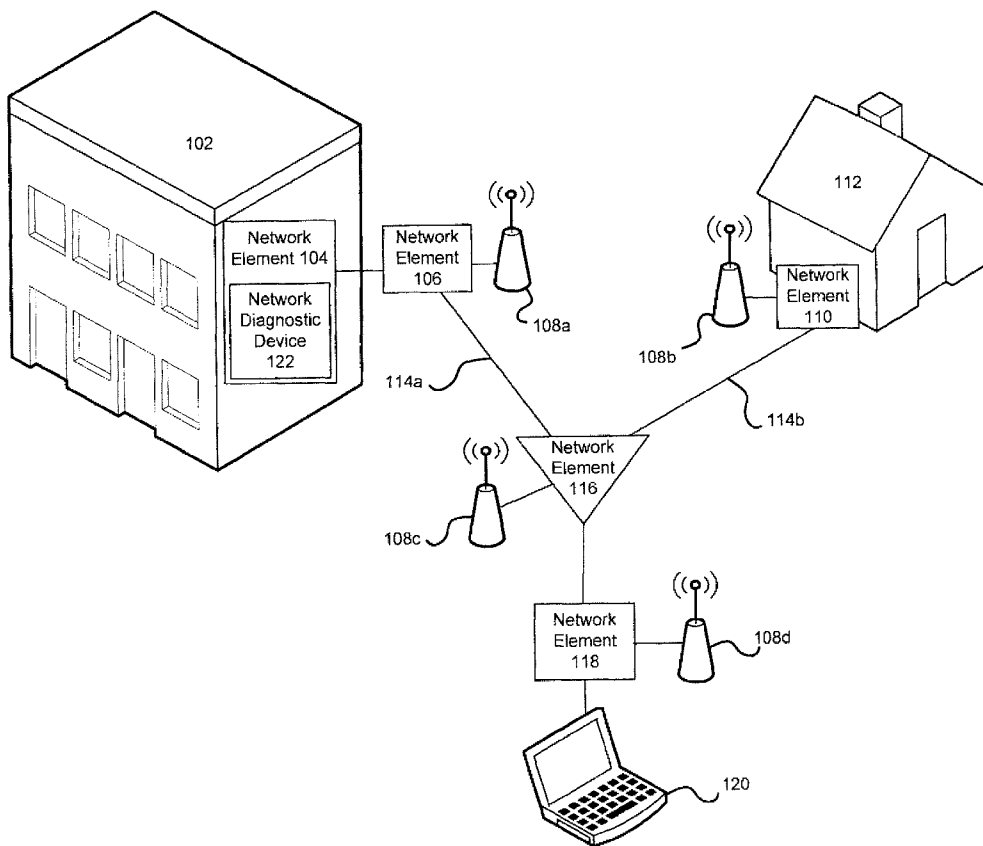 102
112
Network
Element 104
Network
Diagnostic
Device
122
Network
Element
106
108a
Network
Element
110
108b
114a
114b
Network
Element
116
108c
Network
Element
118
108d
120